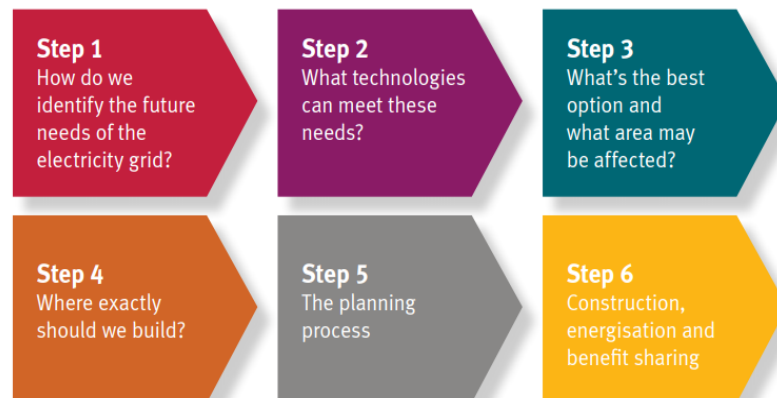 Step 1
How do we
identify the future
needs of the
electricity grid?
Step 2
What technologies
can meet these
needs?
Step 3
What's the best
option and
what area may
be affected?
Step 4
Where exactly
should we build?
Step 5
The planning
process
Step 6
Construction,
energisation and
benefit sharing